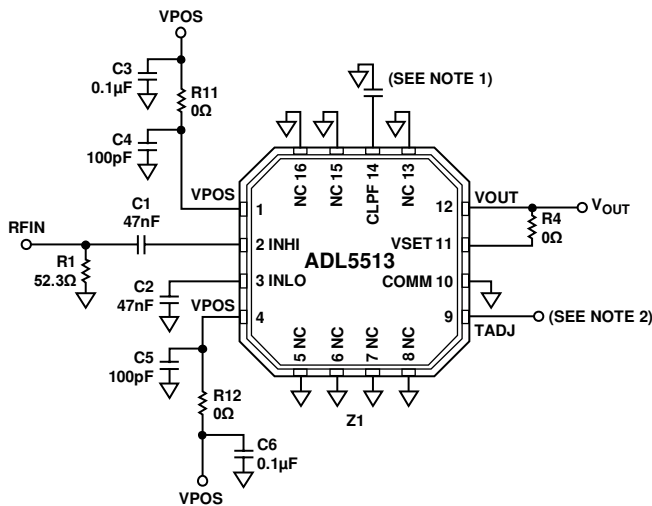 VPOS
C3
0.1µF
R11
0Ω
C4
100pF
VPOS
(SEE NOTE 1)
NC 16
NC 15
CLPF 14
NC 13
1
12
VOUT
VOUT
R4
0Ω
C1
47nF
RFIN
2 INHI
VSET 11
R1
52.3Ω
ADL5513
3 INLO
COMM 10
C2
47nF
VPOS
4
9
TADJ
(SEE NOTE 2)
C5
100pF
5 NC
6 NC
7 NC
8 NC
R12
0Ω
Z1
C6
0.1µF
VPOS